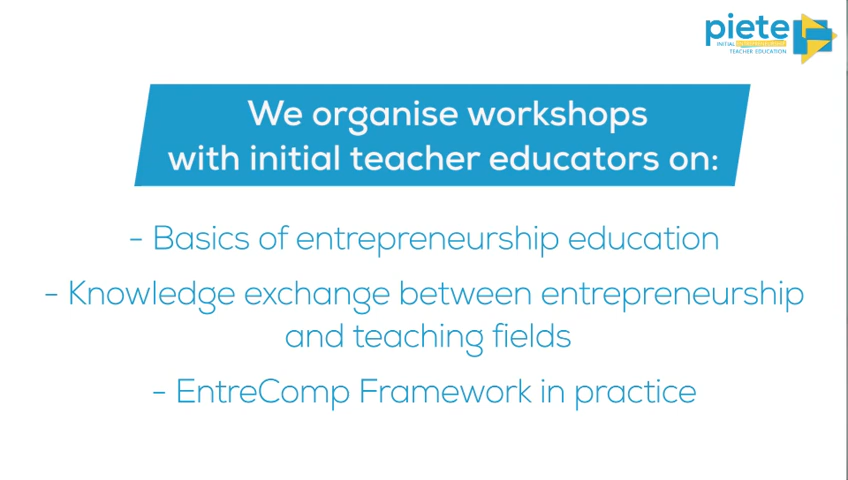 piete
INITIAL ENTREPRENEURIAL
TEACHER EDUCATION
We organise workshops
with initial teacher educators on:
- Basics of entrepreneurship education
- Knowledge exchange between entrepreneurship
and teaching fields
- EntreComp Framework in practice